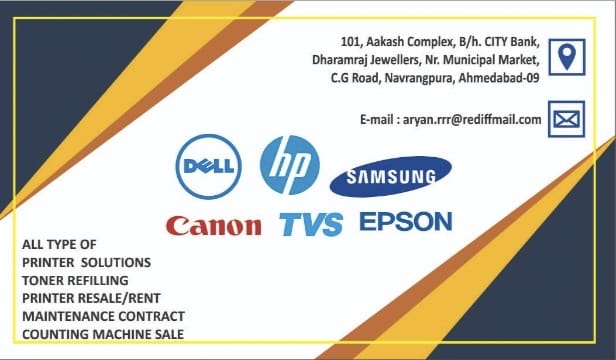 101, Aakash Complex, B/h. CITY Bank,
Dharamraj Jewellers, Nr. Municipal Market,
C.G Road, Navrangpura, Ahmedabad-09
E-mail : aryan.rrr@rediffmail.com
DELL hp SAMSUNG
Canon TVS EPSON
ALL TYPE OF
PRINTER SOLUTIONS
TONER REFILLING
PRINTER RESALE/RENT
MAINTENANCE CONTRACT
COUNTING MACHINE SALE